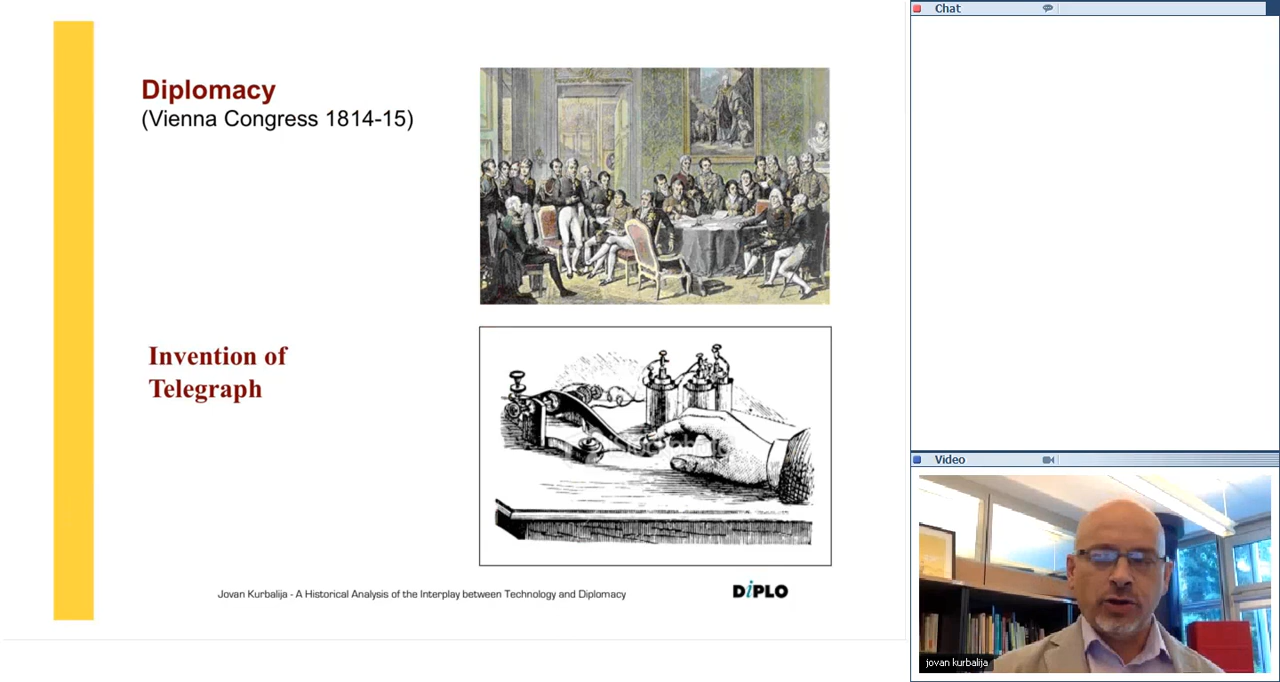 Diplomacy
(Vienna Congress 1814-15)
Invention of
Telegraph
Jovan Kurbalija - A Historical Analysis of the Interplay between Technology and Diplomacy
DiPLO
Chat
Video
jovan kurbalija